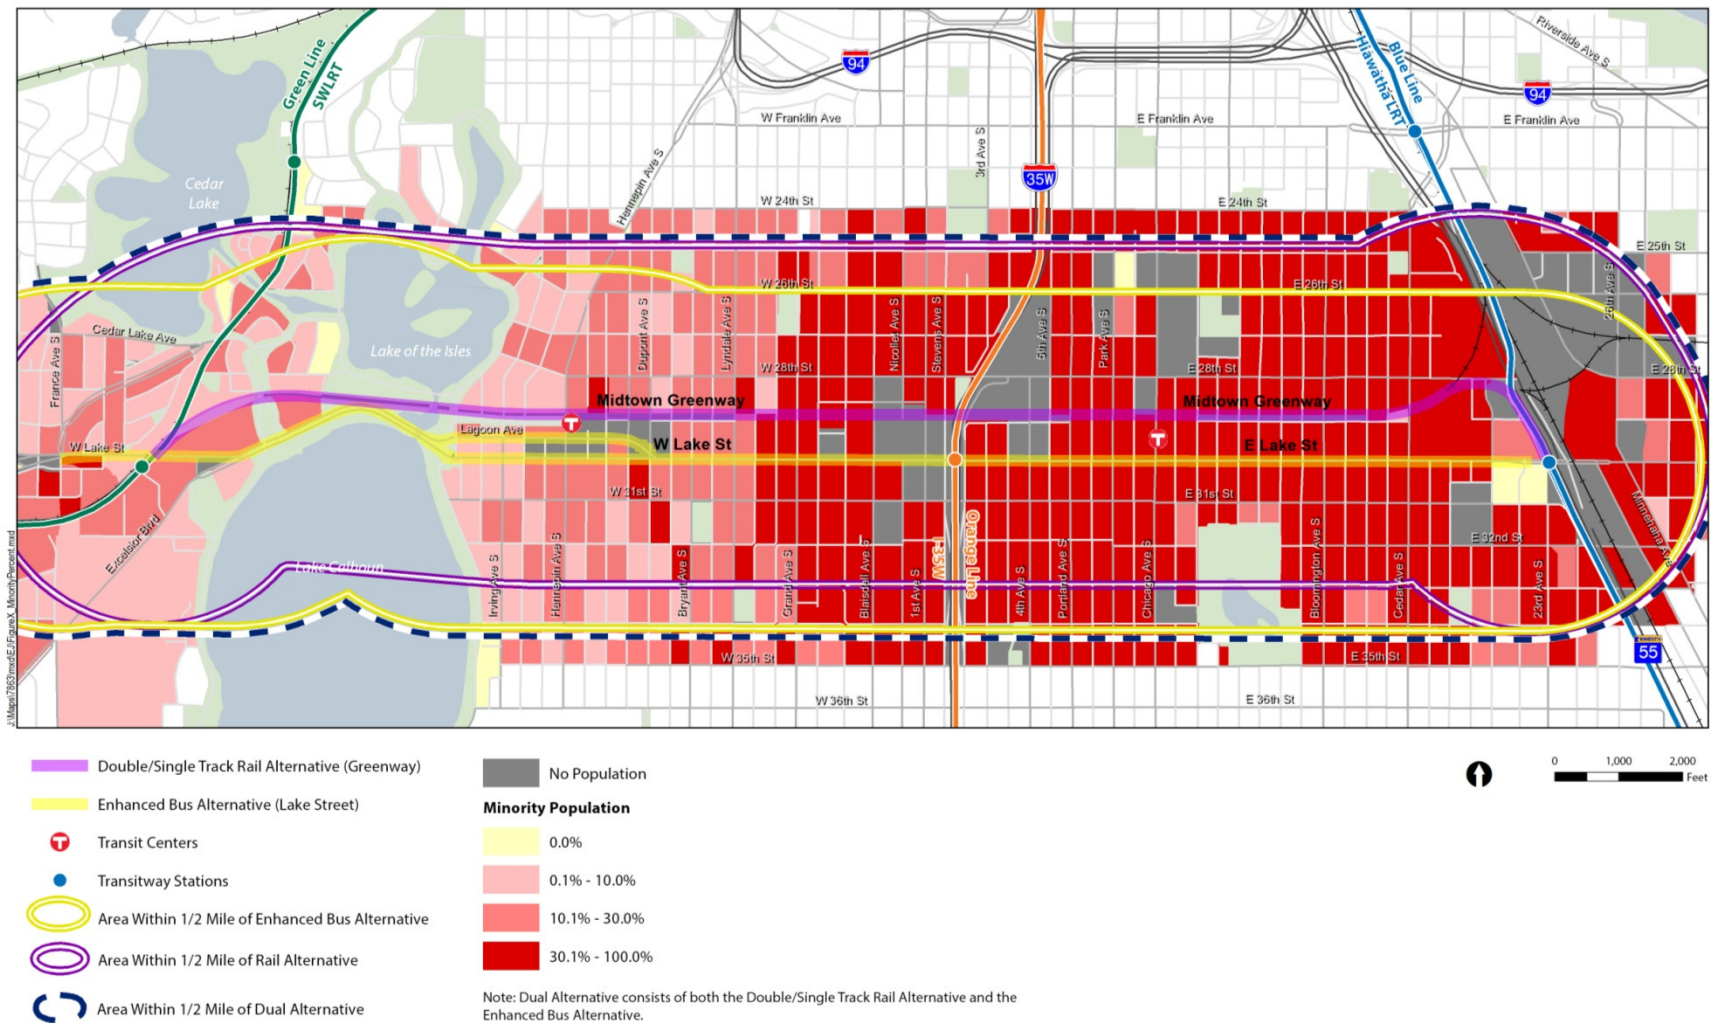 Green Line
SWLRT
94
Hiawatha LRT
Blue Line
Riverside Ave S
94
W Franklin Ave
E Franklin Ave
E Franklin Ave
3rd Ave S
Hennepin Ave S
35W
Cedar
Lake
W 24th St
E 24th St
E 25th St
W 26th St
E 26th St
26th Ave S
Cedar Lake Ave
France Ave S
Lake of the Isles
Dupont Ave S
Lyndale Ave S
Nicollet Ave S
Stevens Ave S
5th Ave S
Park Ave S
W 28th St
E 28th St
E 28th St
Midtown Greenway
Midtown Greenway
T
Lagoon Ave
W Lake St
W Lake St
T
E Lake St
W 31st St
E 31st St
Excelsior Blvd
Minnehaha Ave
Lake Calhoun
Irving Ave S
Hennepin Ave S
Bryant Ave S
Grand Ave S
Blaisdell Ave S
1st Ave S
I-35W
Orange Line
4th Ave S
Portland Ave S
Chicago Ave S
Bloomington Ave S
Cedar Ave S
E 32nd St
23rd Ave S
W 35th St
E 35th St
55
W 36th St
E 36th St
Double/Single Track Rail Alternative (Greenway)
Enhanced Bus Alternative (Lake Street)
T Transit Centers
Transitway Stations
Area Within 1/2 Mile of Enhanced Bus Alternative
Area Within 1/2 Mile of Rail Alternative
Area Within 1/2 Mile of Dual Alternative
No Population
Minority Population
0.0%
0.1% - 10.0%
10.1% - 30.0%
30.1% - 100.0%
Note: Dual Alternative consists of both the Double/Single Track Rail Alternative and the
Enhanced Bus Alternative.
0 1,000 2,000
Feet